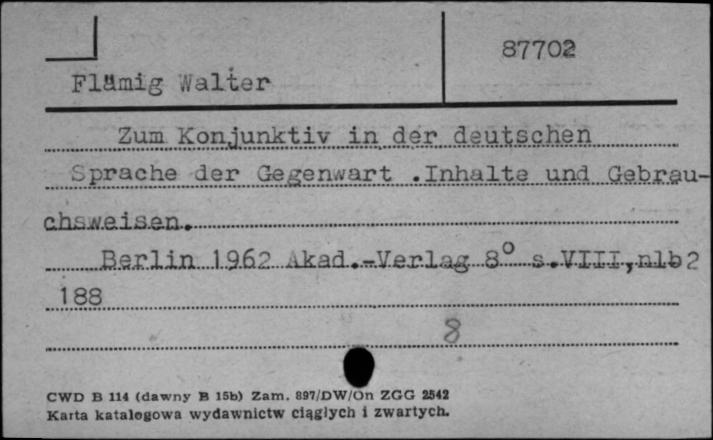 87702
Flämig Walter
Zum Konjunktiv in der deutschen
Sprache der Gegenwart .Inhalte und Gebrau-
chsweisen.
Berlin 1962 Akad.-Verlag 8° s.VIII,nlb2
188
8
CWD B 114 (dawny B 15b) Zam. 897/DW/On ZGG 2542
Karta katalogowa wydawnictw ciągłych i zwartych.